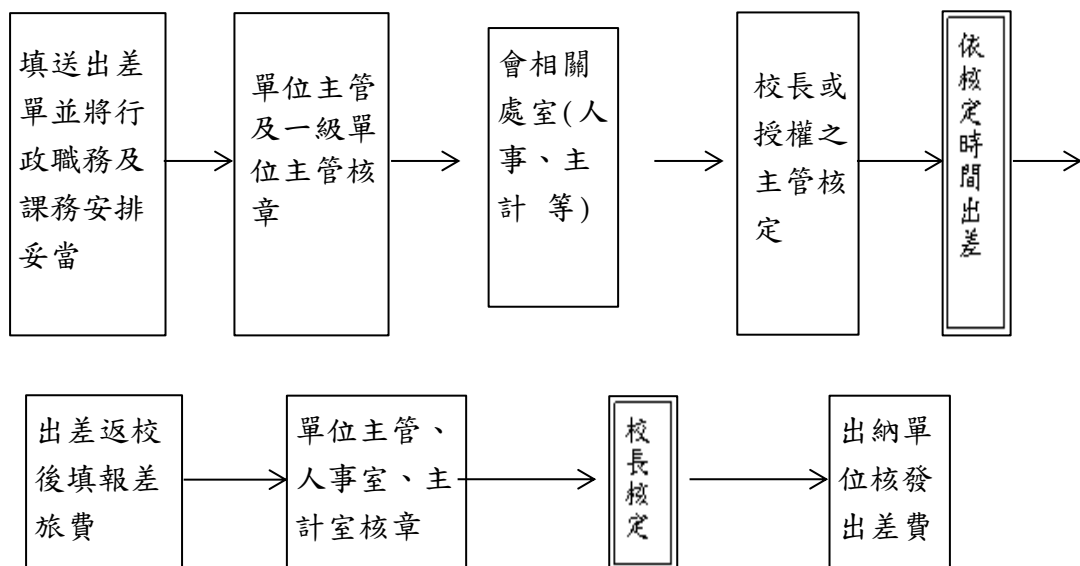 填送出差
單並將行
政職務及
課務安排
妥當
單位主管
及一級單
位主管核
章
會相關
處室(人
事、主
計 等)
校長或
授權之
主管核
定
依核定時間出差
出差返校
後填報差
旅費
單位主管、
人事室、主
計室核章
校長核定
出納單
位核發
出差費